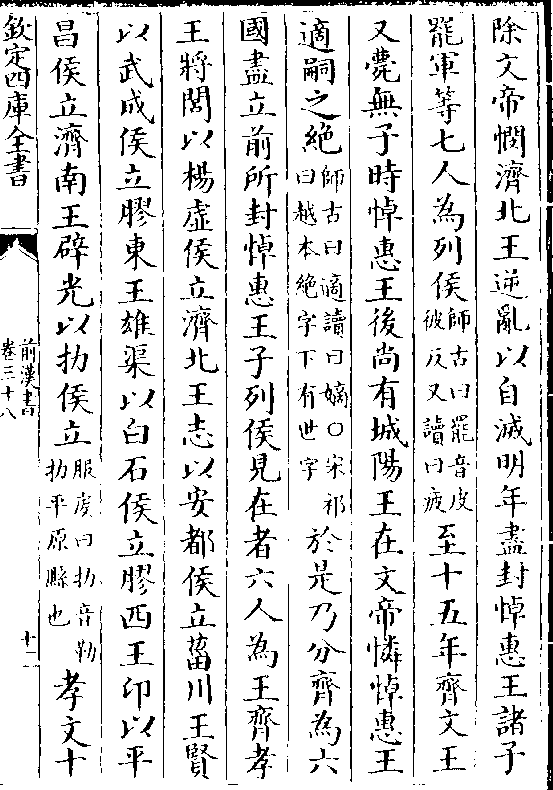 除文帝憫濟北王逆亂以自滅明年盡封悼惠王諸子
罷軍等七人為列侯師古曰罷音皮彼反又讀曰疲至十五年齊文王
又薨無子時悼惠王後尚有城陽王在文帝憐悼惠王
適嗣之絶師古曰適讀曰嫡○宋祁曰越本絶字下有世字於是乃分齊為六
國盡立前所封悼惠王子列侯見在者六人為王齊孝
王將閭以楊虛侯立濟北王志以安都侯立菑川王賢
以武成侯立膠東王雄渠以白石侯立膠西王卬以平
昌侯立濟南王辟光以扐侯立服虔曰扐音勒扐平原縣也孝文十
欽定四庫全書
前漢書
卷三十八
十二